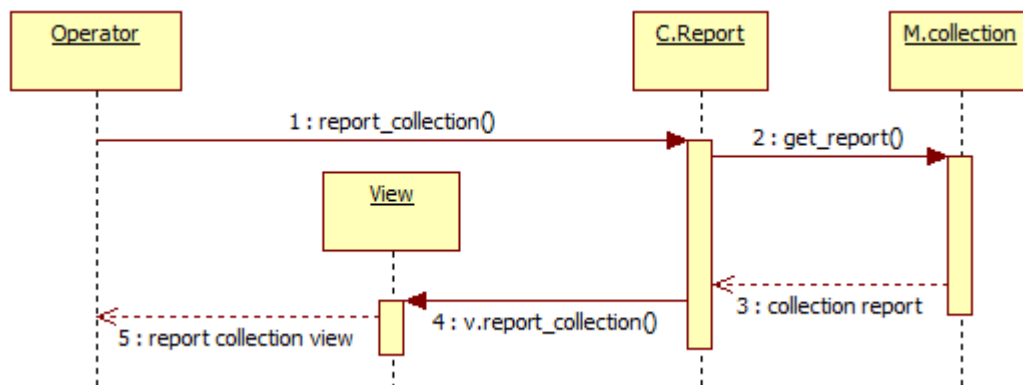 Operator
C.Report
M.collection
1 : report_collection()
2 : get_report()
View
3 : collection report
4 : v.report_collection()
5 : report collection view